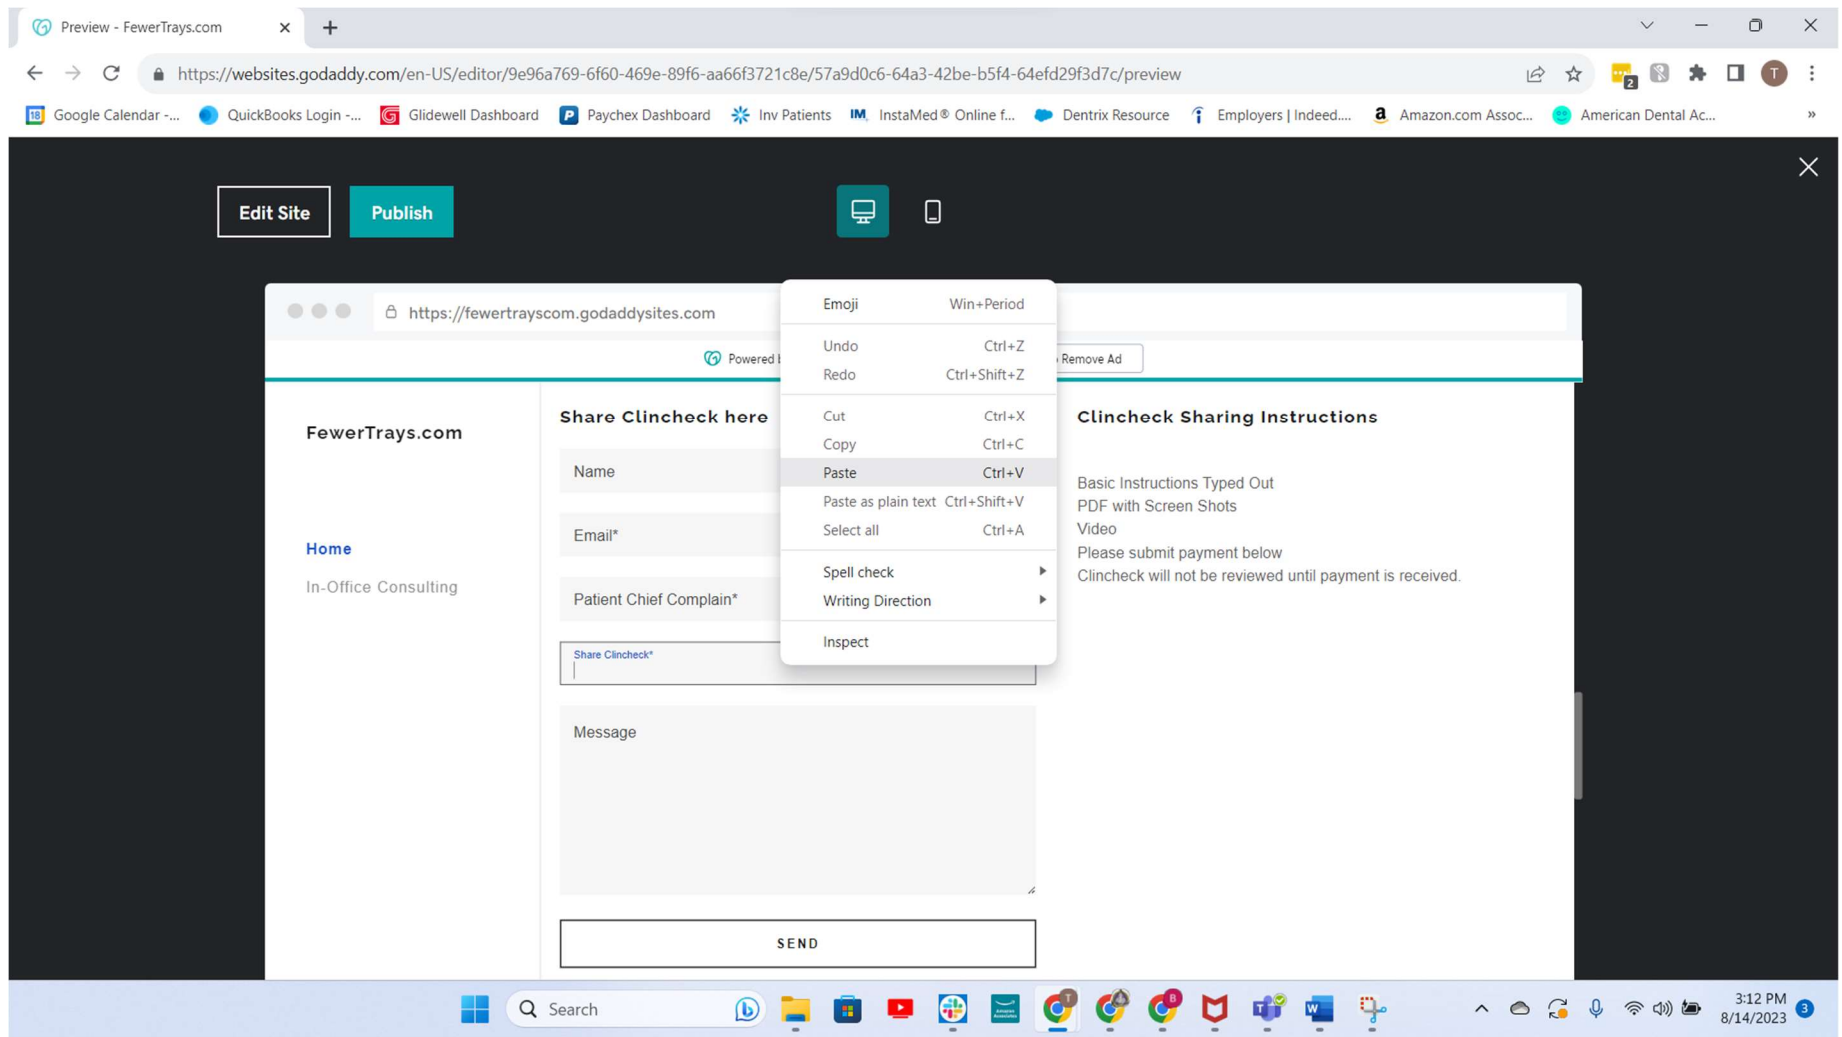 Preview - FewerTrays.com
https://websites.godaddy.com/en-US/editor/9e96a769-6f60-469e-89f6-aa66f3721c8e/57a9d0c6-64a3-42be-b5f4-64efd29f3d7c/preview
2
T
18 Google Calendar -... QuickBooks Login -... G Glidewell Dashboard P Paychex Dashboard Inv Patients IM InstaMed® Online f... Dentrix Resource Employers | Indeed.... a Amazon.com Assoc... American Dental Ac... »
Edit Site
Publish
https://fewertrayscom.godaddysites.com
Powered
Remove Ad
Emoji Win+Period
Undo Ctrl+Z
Redo Ctrl+Shift+Z
Cut Ctrl+X
Copy Ctrl+C
Paste Ctrl+V
Paste as plain text Ctrl+Shift+V
Select all Ctrl+A
Spell check
Writing Direction
Inspect
FewerTrays.com
Home
In-Office Consulting
Share Clincheck here
Name
Email*
Patient Chief Complain*
Share Clincheck*
Message
SEND
Clincheck Sharing Instructions
Basic Instructions Typed Out
PDF with Screen Shots
Video
Please submit payment below
Clincheck will not be reviewed until payment is received.
Search
T
B
W
3:12 PM
8/14/2023
3